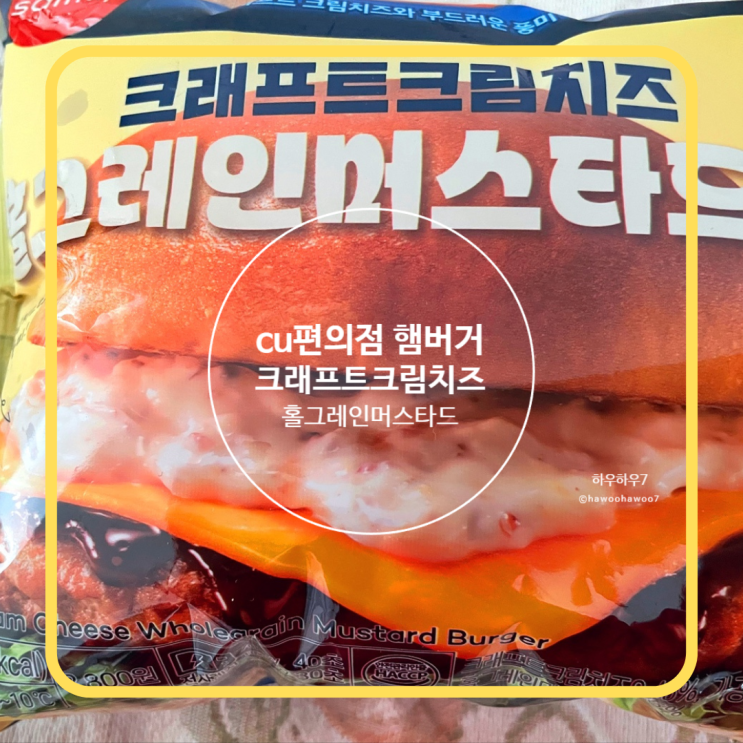 크림치즈와 부드러운 풍미
크래프트크림치즈
홀그레인머스타드
cu편의점 햄버거
크래프트크림치즈
홀그레인머스타드
하우하우7
©hawoohawoo7
Cheese Wholegrain Mustard Burger
HACCP